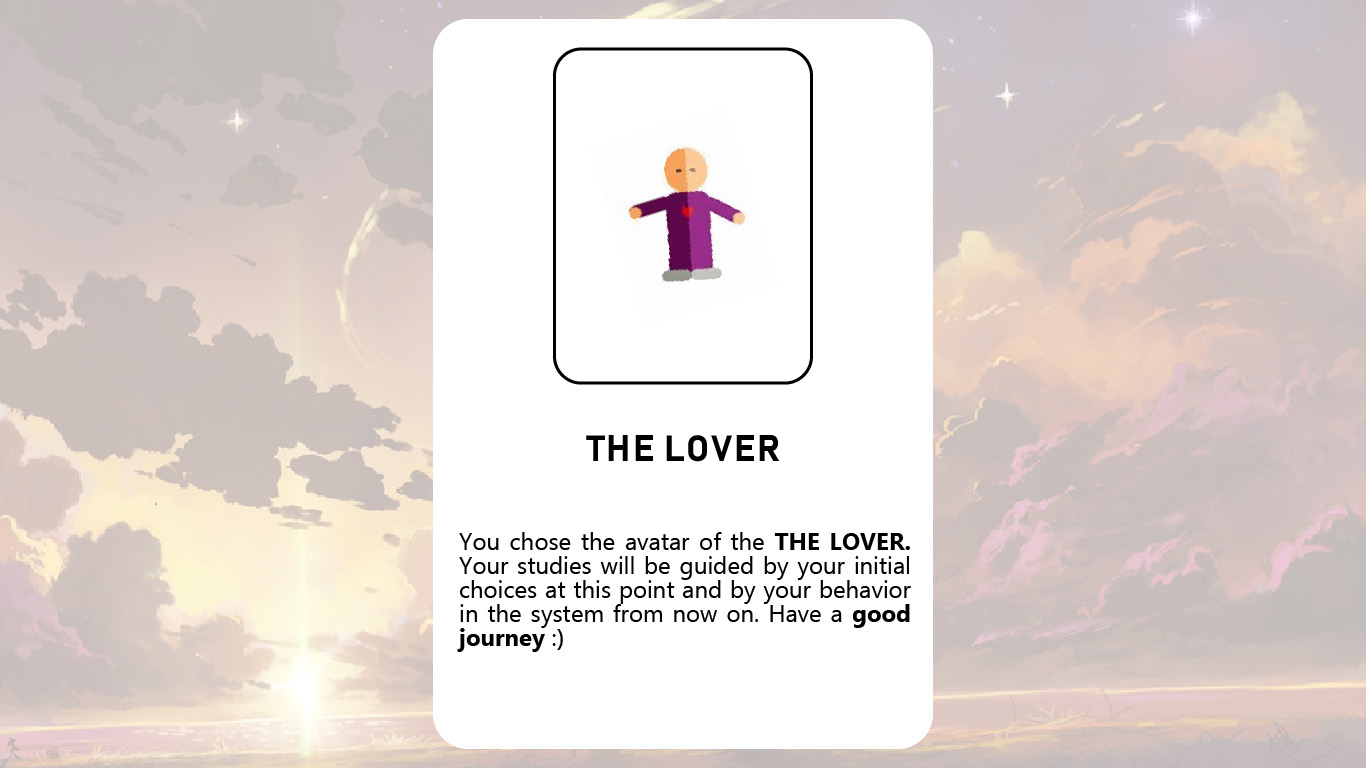 THE LOVER
You chose the avatar of the THE LOVER.
Your studies will be guided by your initial
choices at this point and by your behavior
in the system from now on. Have a good
journey :)